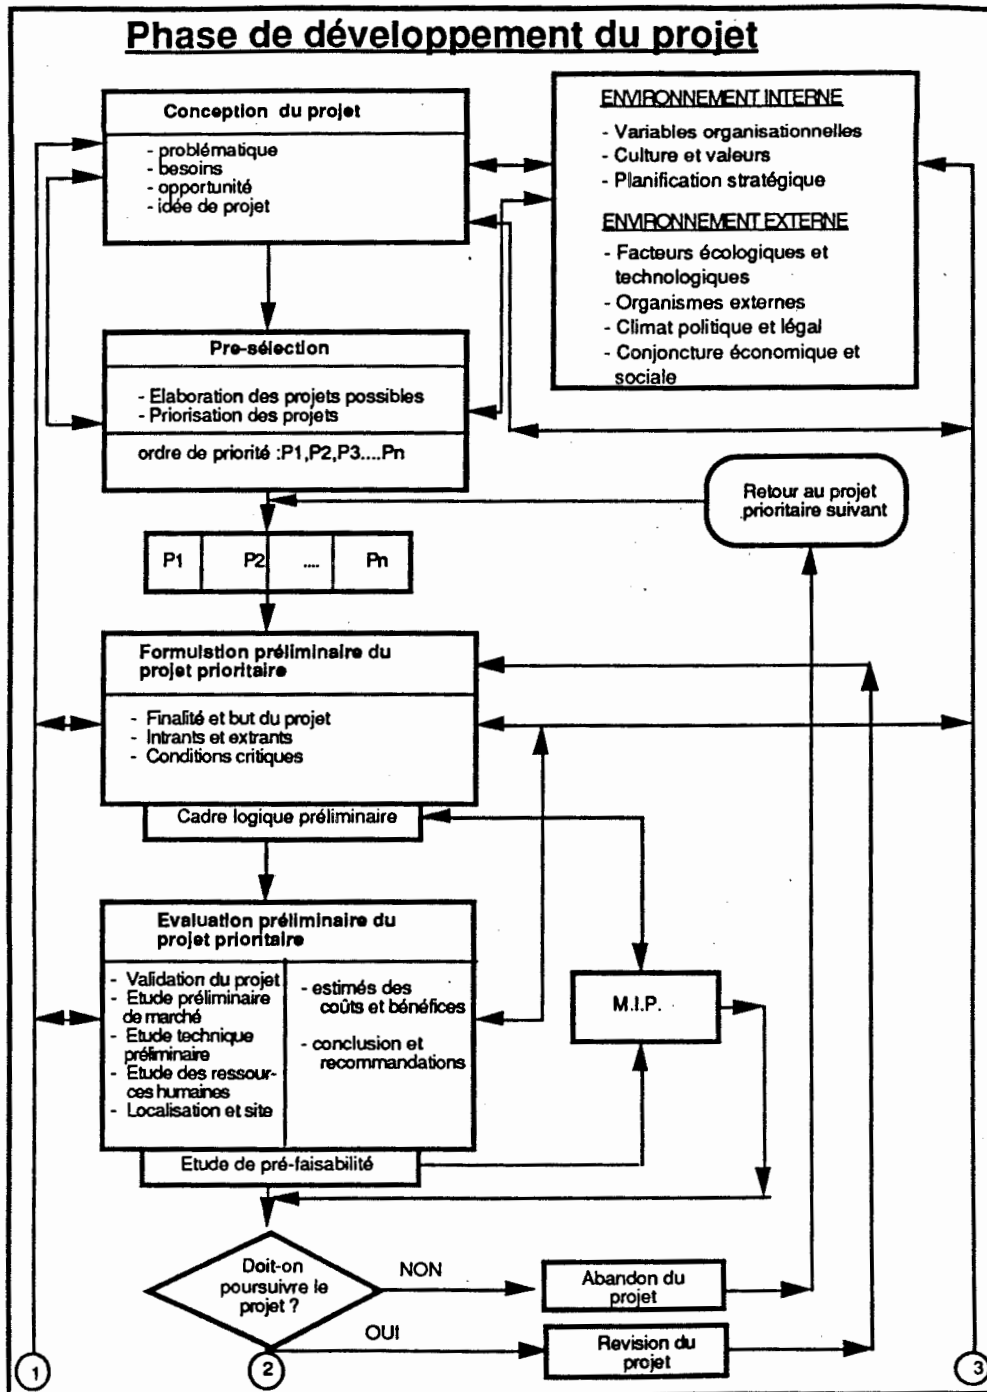 Phase de développement du projet
Conception du projet
- problématique
- besoins
- opportunité
- idée de projet
ENVIRONNEMENT INTERNE
- Variables organisationnelles
- Culture et valeurs
- Planification stratégique
ENVIRONNEMENT EXTERNE
- Facteurs écologiques et
technologiques
- Organismes externes
- Climat politique et légal
- Conjoncture économique et
sociale
Pre-sélection
- Elaboration des projets possibles
- Priorisation des projets
ordre de priorité :P1,P2,P3....Pn
Retour au projet
prioritaire suivant
P1 P2 .... Pn
Formulstion préliminaire du
projet prioritaire
- Finalité et but du projet
- Intrants et extrants
- Conditions critiques
Cadre logique préliminaire
Evaluation préliminaire du
projet prioritaire
- Validation du projet
- Etude préliminaire
de marché
- Etude technique
préliminaire
- Etude des ressour-
ces humaines
- Localisation et site
- estimés des
coûts et bénéfices
- conclusion et
recommandations
M.I.P.
Etude de pré-faisabilité
Doit-on
poursuivre le
projet ?
NON
Abandon du
projet
OUI
Revision du
projet
1
2
3